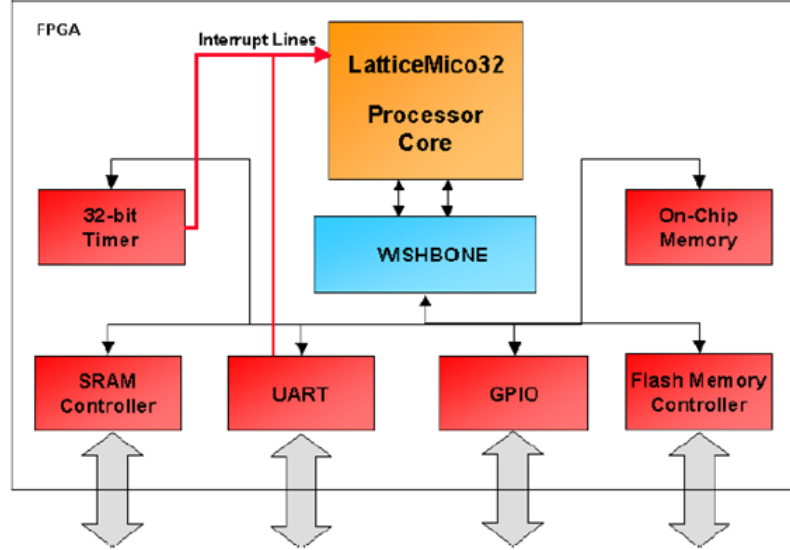 FPGA
Interrupt Lines
LatticeMico32
Processor
Core
32-bit
Timer
WISHBONE
On-Chip
Memory
SRAM
Controller
UART
GPIO
Flash Memory
Controller